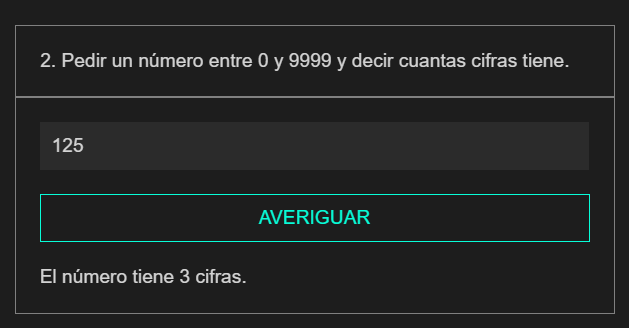 2. Pedir un número entre 0 y 9999 y decir cuantas cifras tiene.
125
AVERIGUAR
El número tiene 3 cifras.